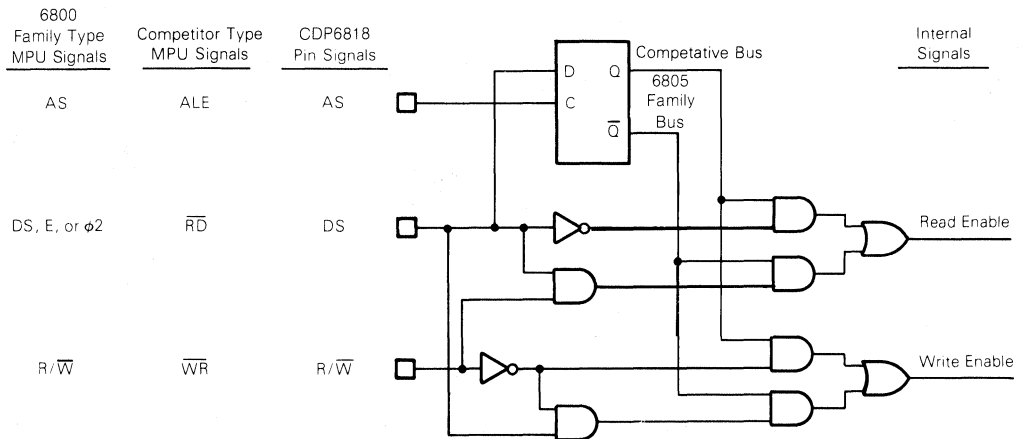 6800
Family Type
MPU Signals
Competitor Type
MPU Signals
CDP6818
Pin Signals
Internal
Signals
Competative Bus
6805
Family
Bus
D
Q
C
Q̅
AS
ALE
AS
DS, E, or ϕ2
R̅D̅
DS
Read Enable
R/W̅
W̅R̅
R/W̅
Write Enable